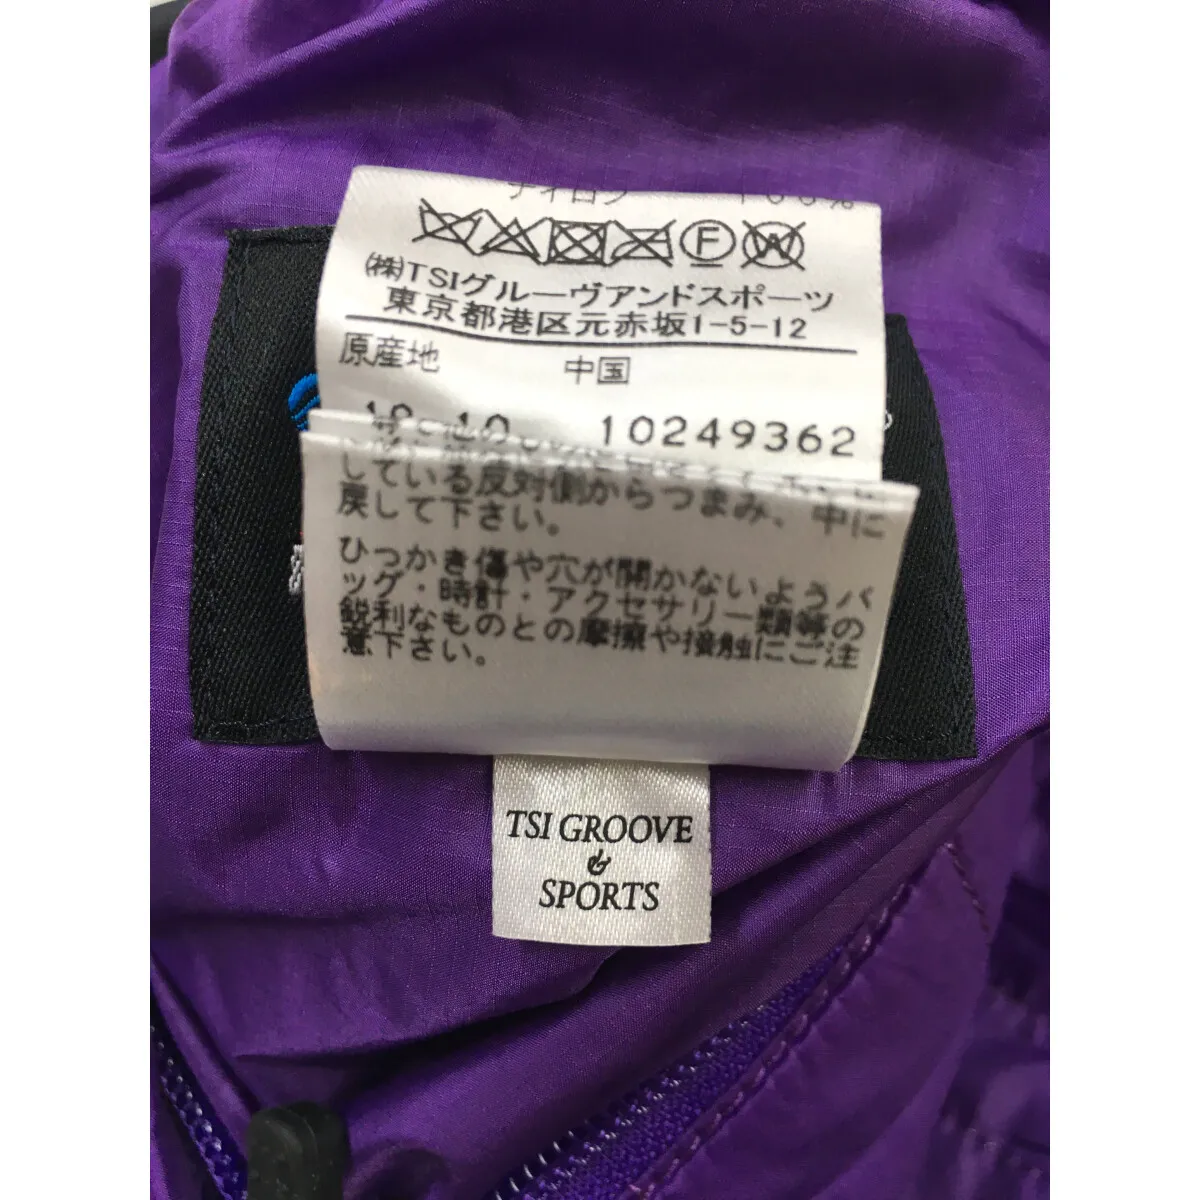 ナイロン 100%
F W
㈱TSIグルーヴアンドスポーツ
東京都港区元赤坂1-5-12
原産地 中国
10249362
している反対側からつまみ、中に
戻して下さい。
ひっかき傷や穴が開かないようバ
ッグ・時計・アクセサリー類等の
鋭利なものとの摩擦や接触にご注
意下さい。
TSI GROOVE
&
SPORTS